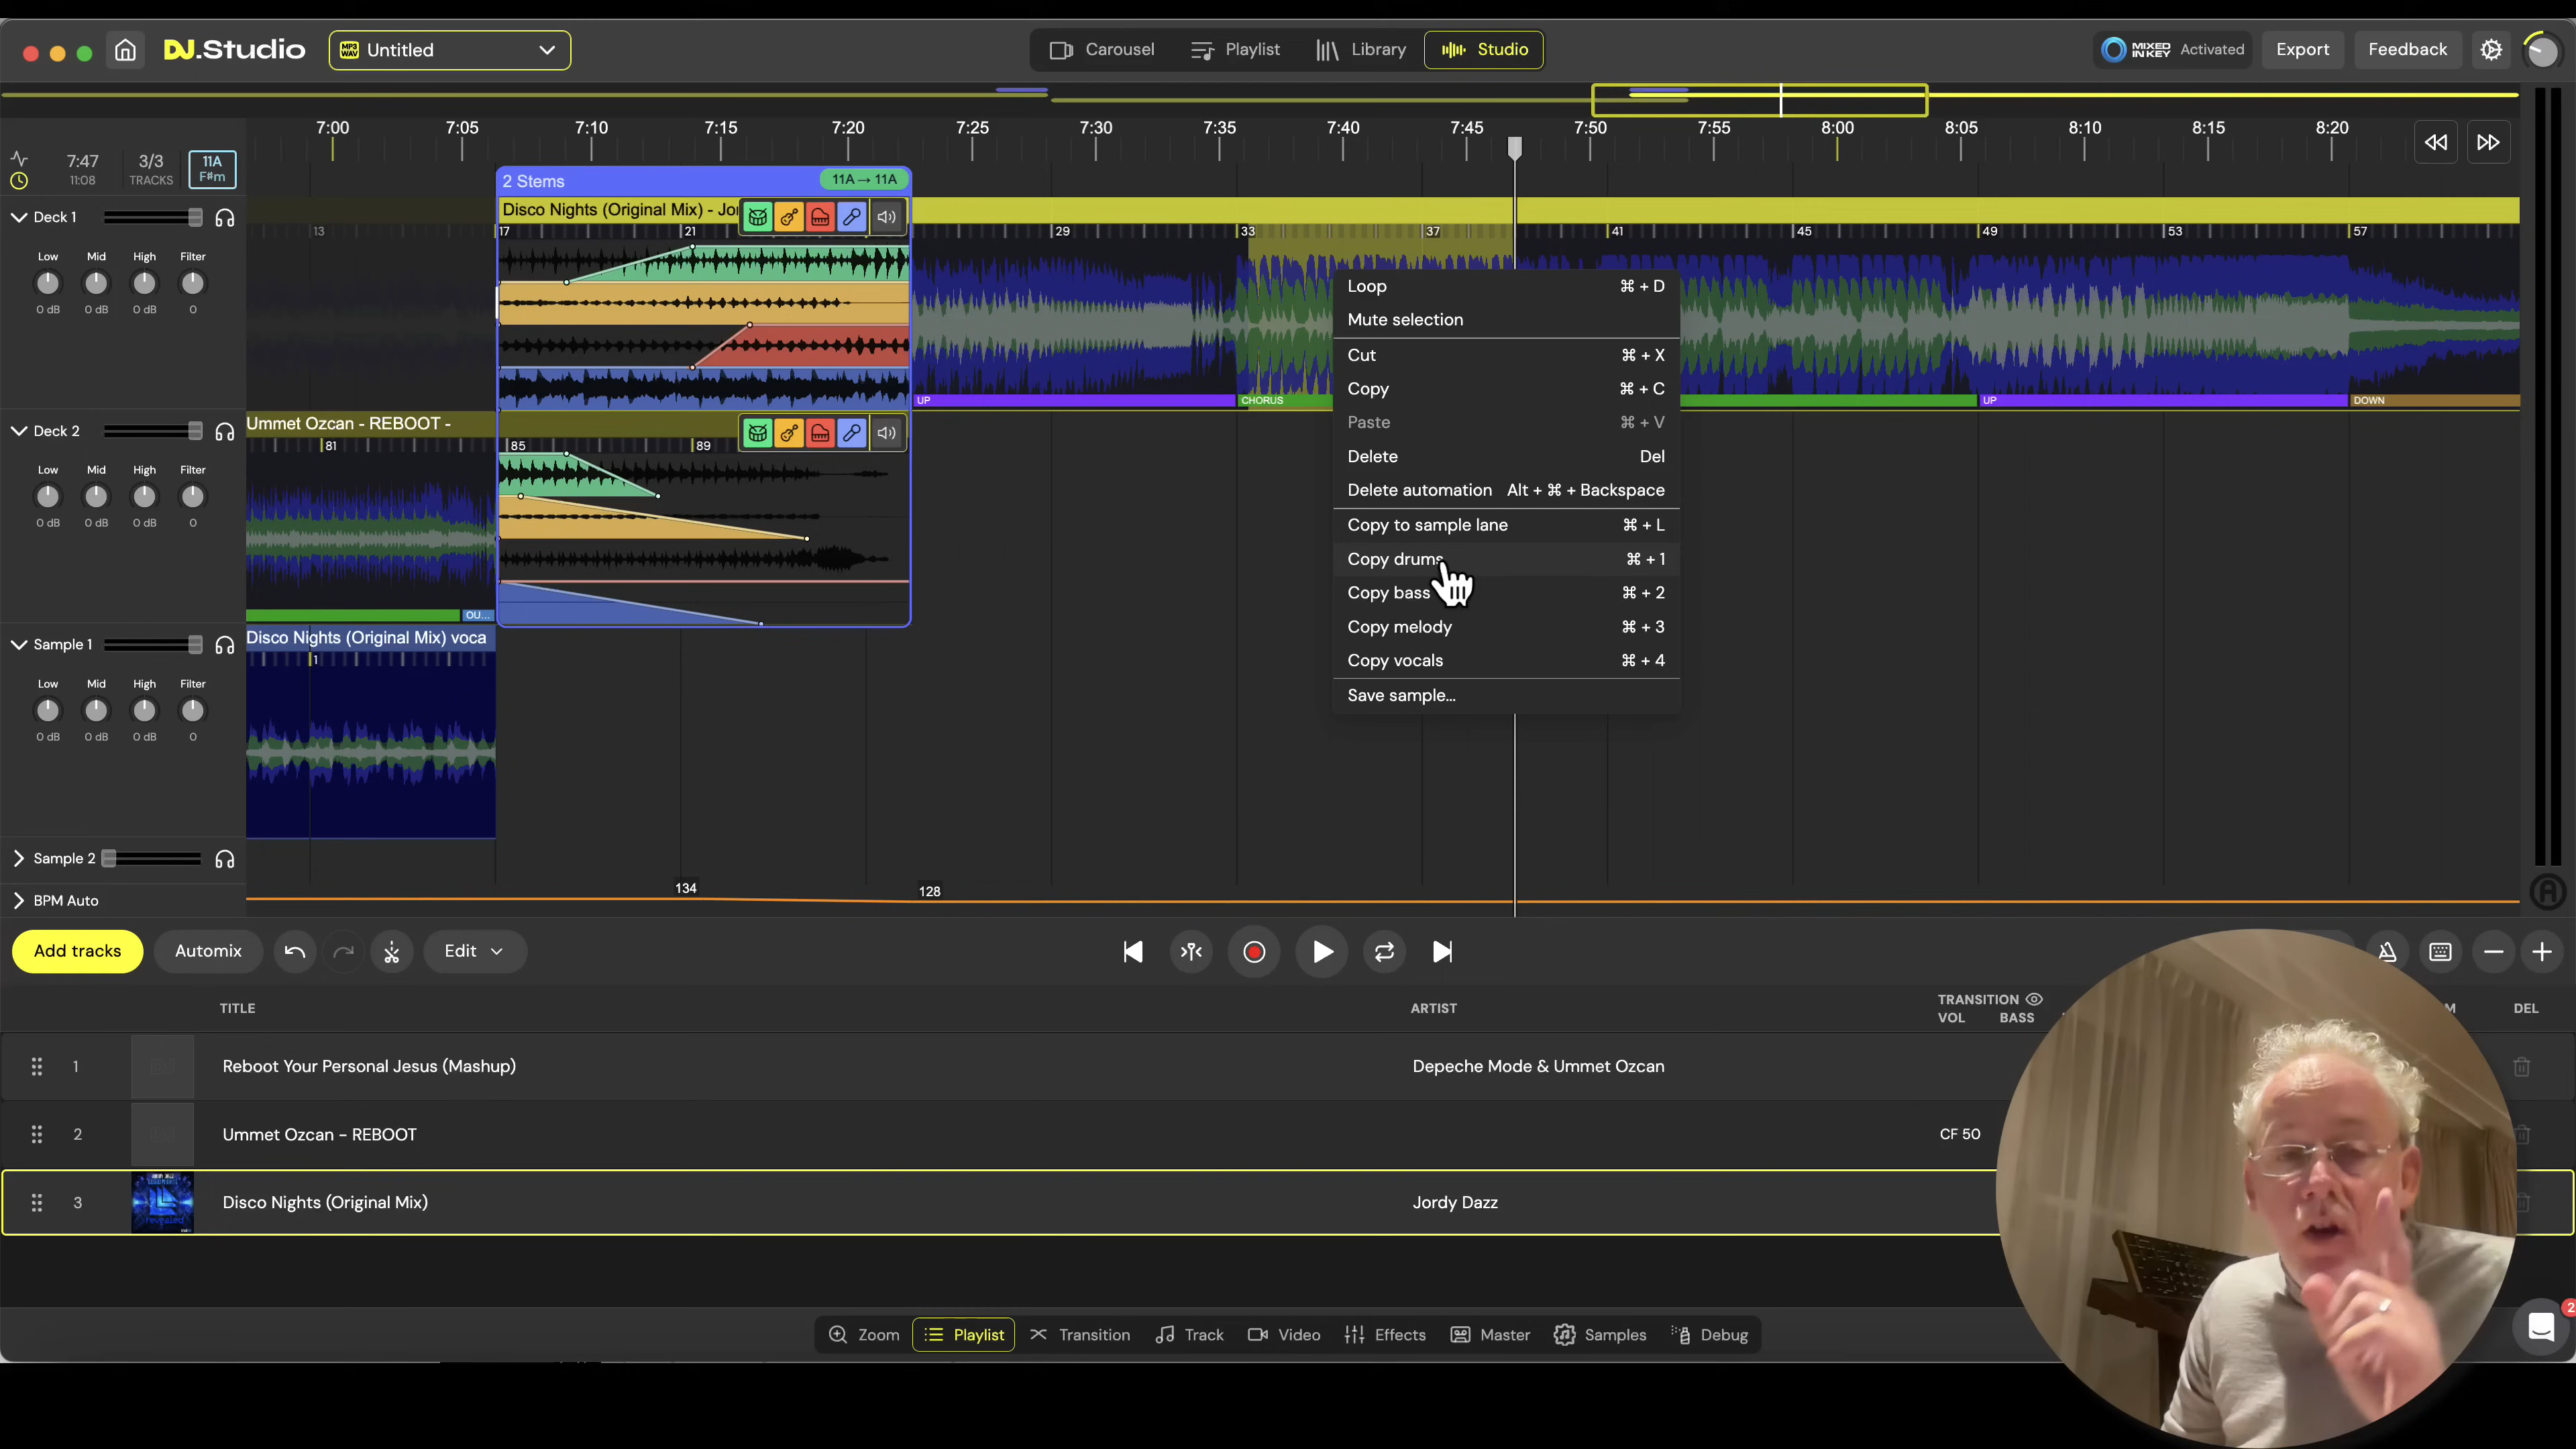 DJ.Studio
MP3 WAV Untitled
Carousel Playlist Library Studio
MIXED IN KEY Activated Export Feedback
7:00 7:05 7:10 7:15 7:20 7:25 7:30 7:35 7:40 7:45 7:50 7:55 8:00 8:05 8:10 8:15 8:20
7:47 3/3 11A
11:08 TRACKS F#m
2 Stems 11A → 11A
Deck 1
Disco Nights (Original Mix) - Jor
13 17 21 29 33 37 41 45 49 53 57
Low Mid High Filter
0 dB 0 dB 0 dB 0
UP CHORUS UP DOWN
Loop ⌘ + D
Mute selection
Cut ⌘ + X
Copy ⌘ + C
Paste ⌘ + V
Delete Del
Delete automation Alt + ⌘ + Backspace
Copy to sample lane ⌘ + L
Copy drums ⌘ + 1
Copy bass ⌘ + 2
Copy melody ⌘ + 3
Copy vocals ⌘ + 4
Save sample...
Deck 2
Ummet Ozcan - REBOOT -
81 85 89
Low Mid High Filter
0 dB 0 dB 0 dB 0
OU...
Sample 1
Disco Nights (Original Mix) voca
1
Low Mid High Filter
0 dB 0 dB 0 dB 0
Sample 2
134 128
BPM Auto
Add tracks Automix Edit
TITLE ARTIST TRANSITION DEL
VOL BASS
1 Reboot Your Personal Jesus (Mashup) Depeche Mode & Ummet Ozcan
2 Ummet Ozcan - REBOOT CF 50
3 Disco Nights (Original Mix) Jordy Dazz
revealed
Zoom Playlist Transition Track Video Effects Master Samples Debug
2